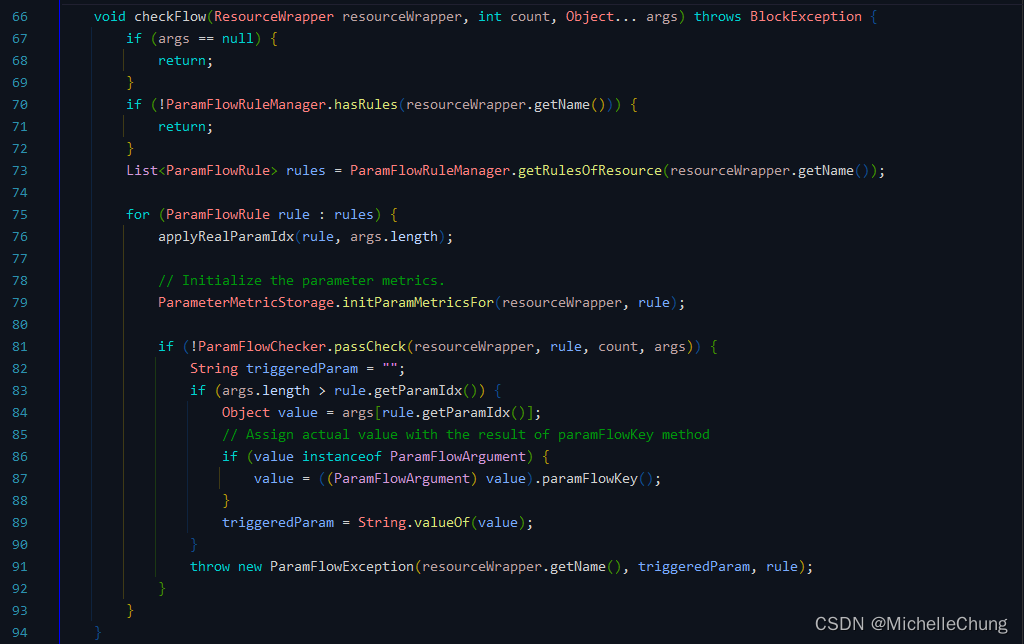 66 void checkFlow(ResourceWrapper resourceWrapper, int count, Object... args) throws BlockException {
67 if (args == null) {
68 return;
69 }
70 if (!ParamFlowRuleManager.hasRules(resourceWrapper.getName())) {
71 return;
72 }
73 List<ParamFlowRule> rules = ParamFlowRuleManager.getRulesOfResource(resourceWrapper.getName());
74
75 for (ParamFlowRule rule : rules) {
76 applyRealParamIdx(rule, args.length);
77
78 // Initialize the parameter metrics.
79 ParameterMetricStorage.initParamMetricsFor(resourceWrapper, rule);
80
81 if (!ParamFlowChecker.passCheck(resourceWrapper, rule, count, args)) {
82 String triggeredParam = "";
83 if (args.length > rule.getParamIdx()) {
84 Object value = args[rule.getParamIdx()];
85 // Assign actual value with the result of paramFlowKey method
86 if (value instanceof ParamFlowArgument) {
87 value = ((ParamFlowArgument) value).paramFlowKey();
88 }
89 triggeredParam = String.valueOf(value);
90 }
91 throw new ParamFlowException(resourceWrapper.getName(), triggeredParam, rule);
92 }
93 }
94 }
CSDN @MichelleChung